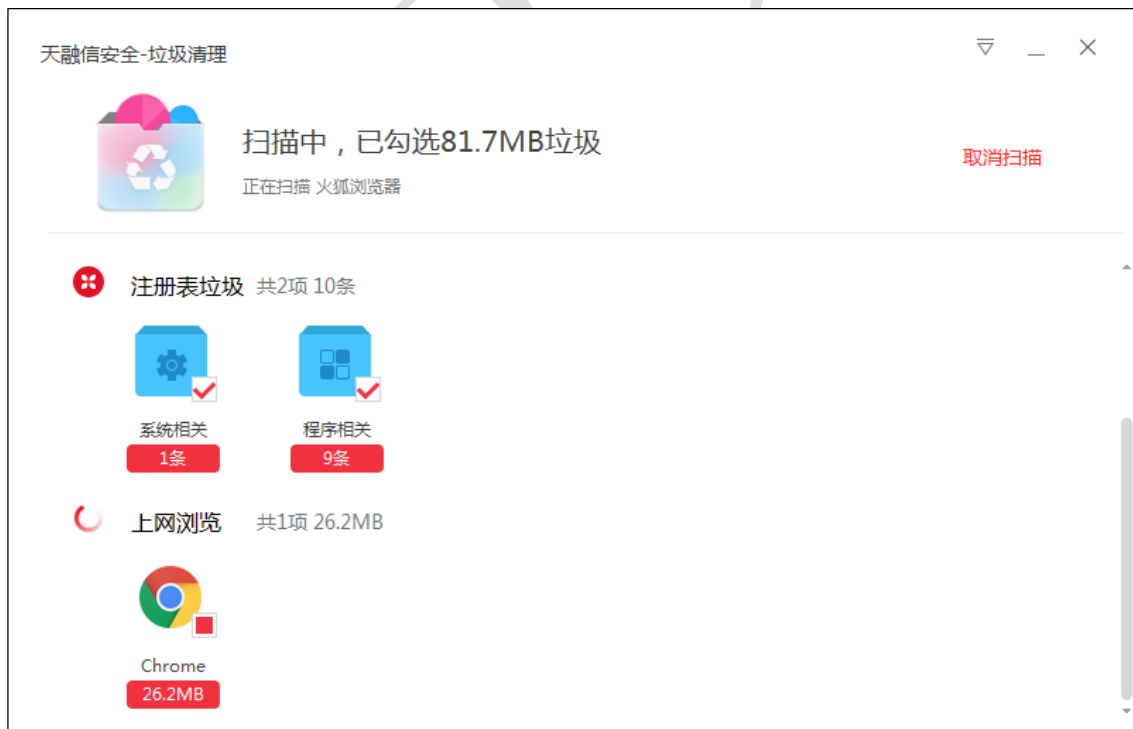 天融信安全-垃圾清理
扫描中，已勾选81.7MB垃圾
取消扫描
正在扫描 火狐浏览器
注册表垃圾 共2项 10条
系统相关 程序相关
1条 9条
上网浏览 共1项 26.2MB
Chrome
26.2MB